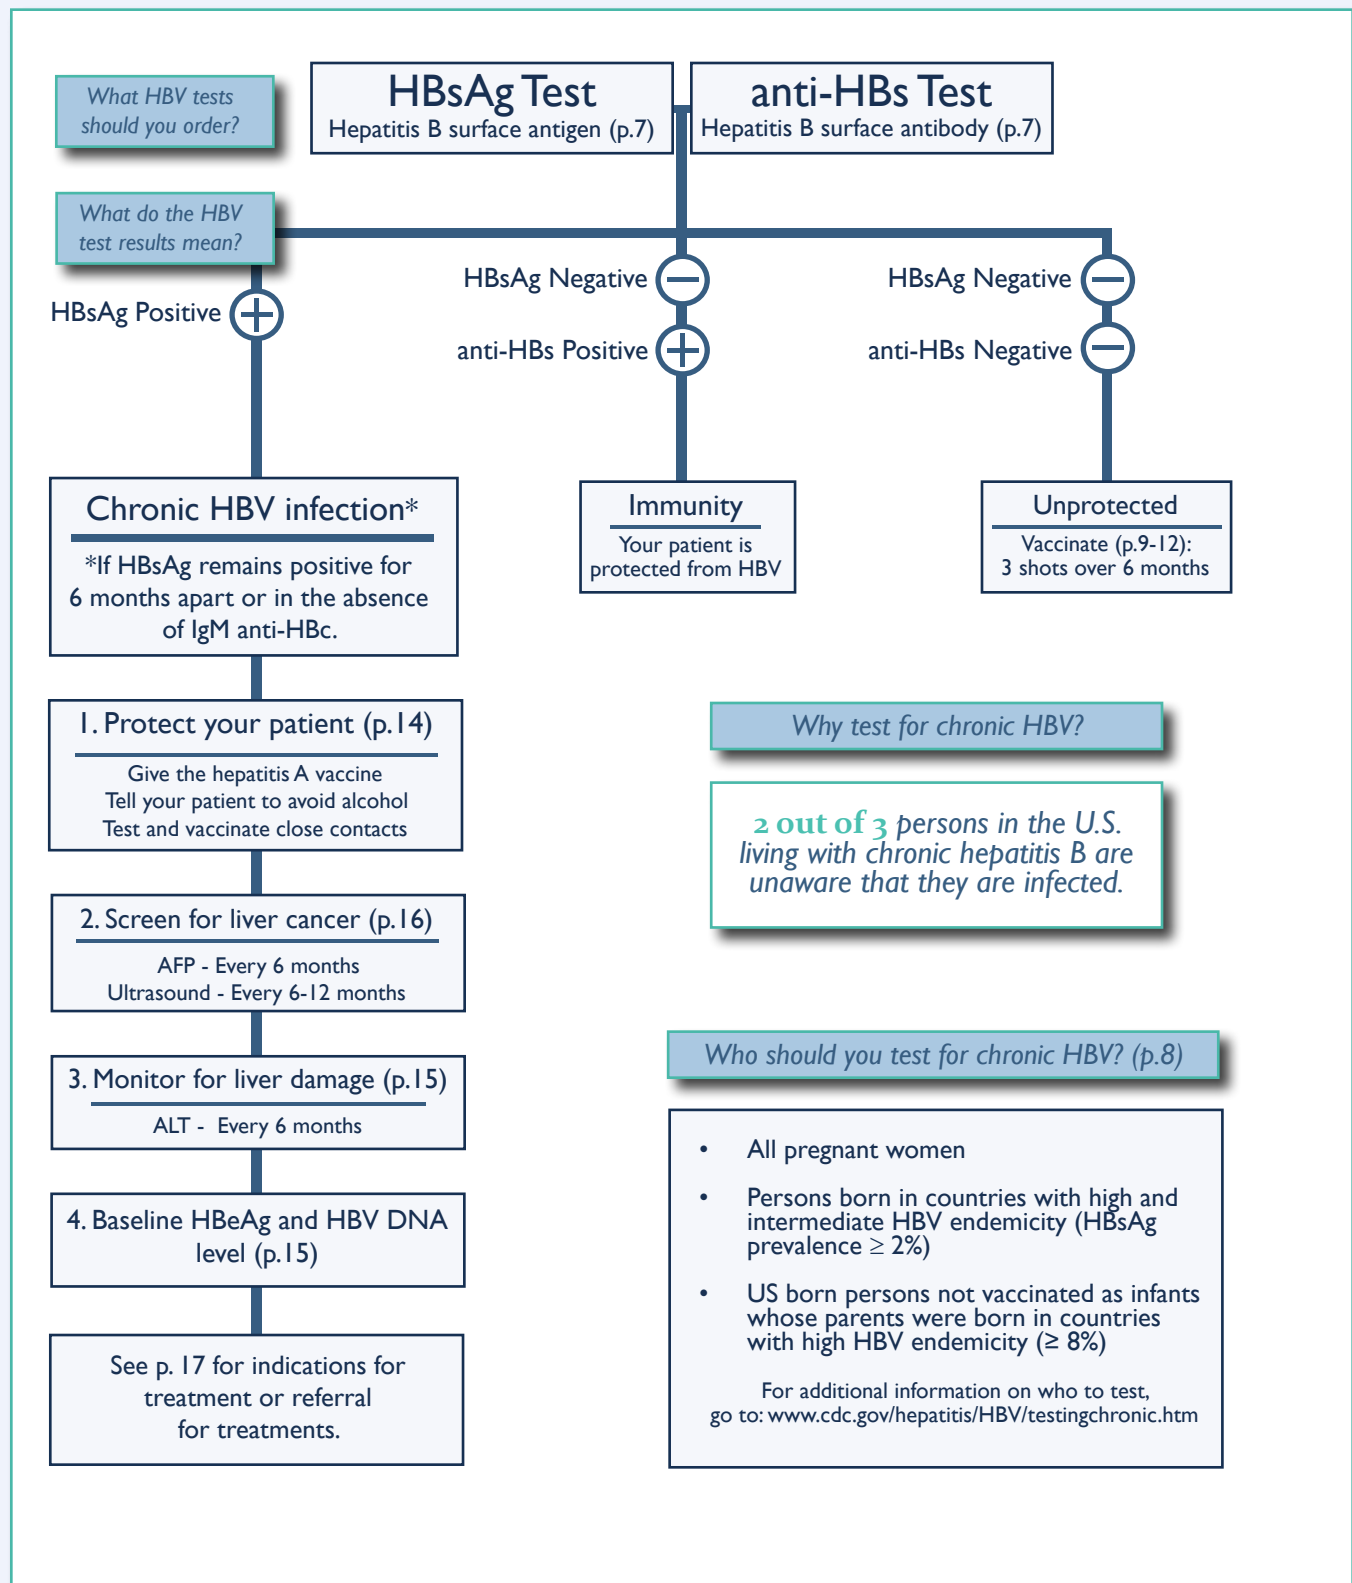 What HBV tests
should you order?
HBsAg Test
Hepatitis B surface antigen (p.7)
anti-HBs Test
Hepatitis B surface antibody (p.7)
What do the HBV
test results mean?
HBsAg Positive
HBsAg Negative
anti-HBs Positive
HBsAg Negative
anti-HBs Negative
Chronic HBV infection*
*If HBsAg remains positive for
6 months apart or in the absence
of IgM anti-HBc.
Immunity
Your patient is
protected from HBV
Unprotected
Vaccinate (p.9-12):
3 shots over 6 months
1. Protect your patient (p.14)
Give the hepatitis A vaccine
Tell your patient to avoid alcohol
Test and vaccinate close contacts
2. Screen for liver cancer (p.16)
AFP - Every 6 months
Ultrasound - Every 6-12 months
3. Monitor for liver damage (p.15)
ALT -  Every 6 months
4. Baseline HBeAg and HBV DNA
level (p.15)
See p. 17 for indications for
treatment or referral
for treatments.
Why test for chronic HBV?
2 out of 3 persons in the U.S.
living with chronic hepatitis B are
unaware that they are infected.
Who should you test for chronic HBV? (p.8)
• All pregnant women
• Persons born in countries with high and
intermediate HBV endemicity (HBsAg
prevalence ≥ 2%)
• US born persons not vaccinated as infants
whose parents were born in countries
with high HBV endemicity (≥ 8%)
For additional information on who to test,
go to: www.cdc.gov/hepatitis/HBV/testingchronic.htm